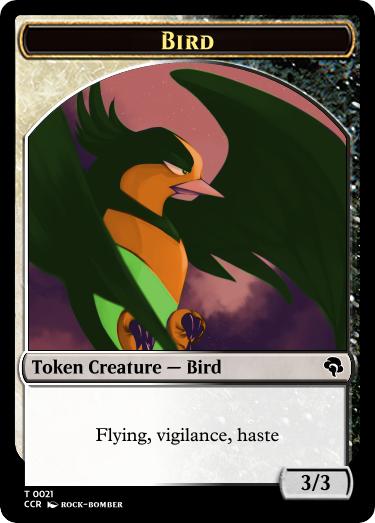 Bird
Token Creature — Bird
Flying, vigilance, haste
3/3
T 0021
CCR ROCK-BOMBER